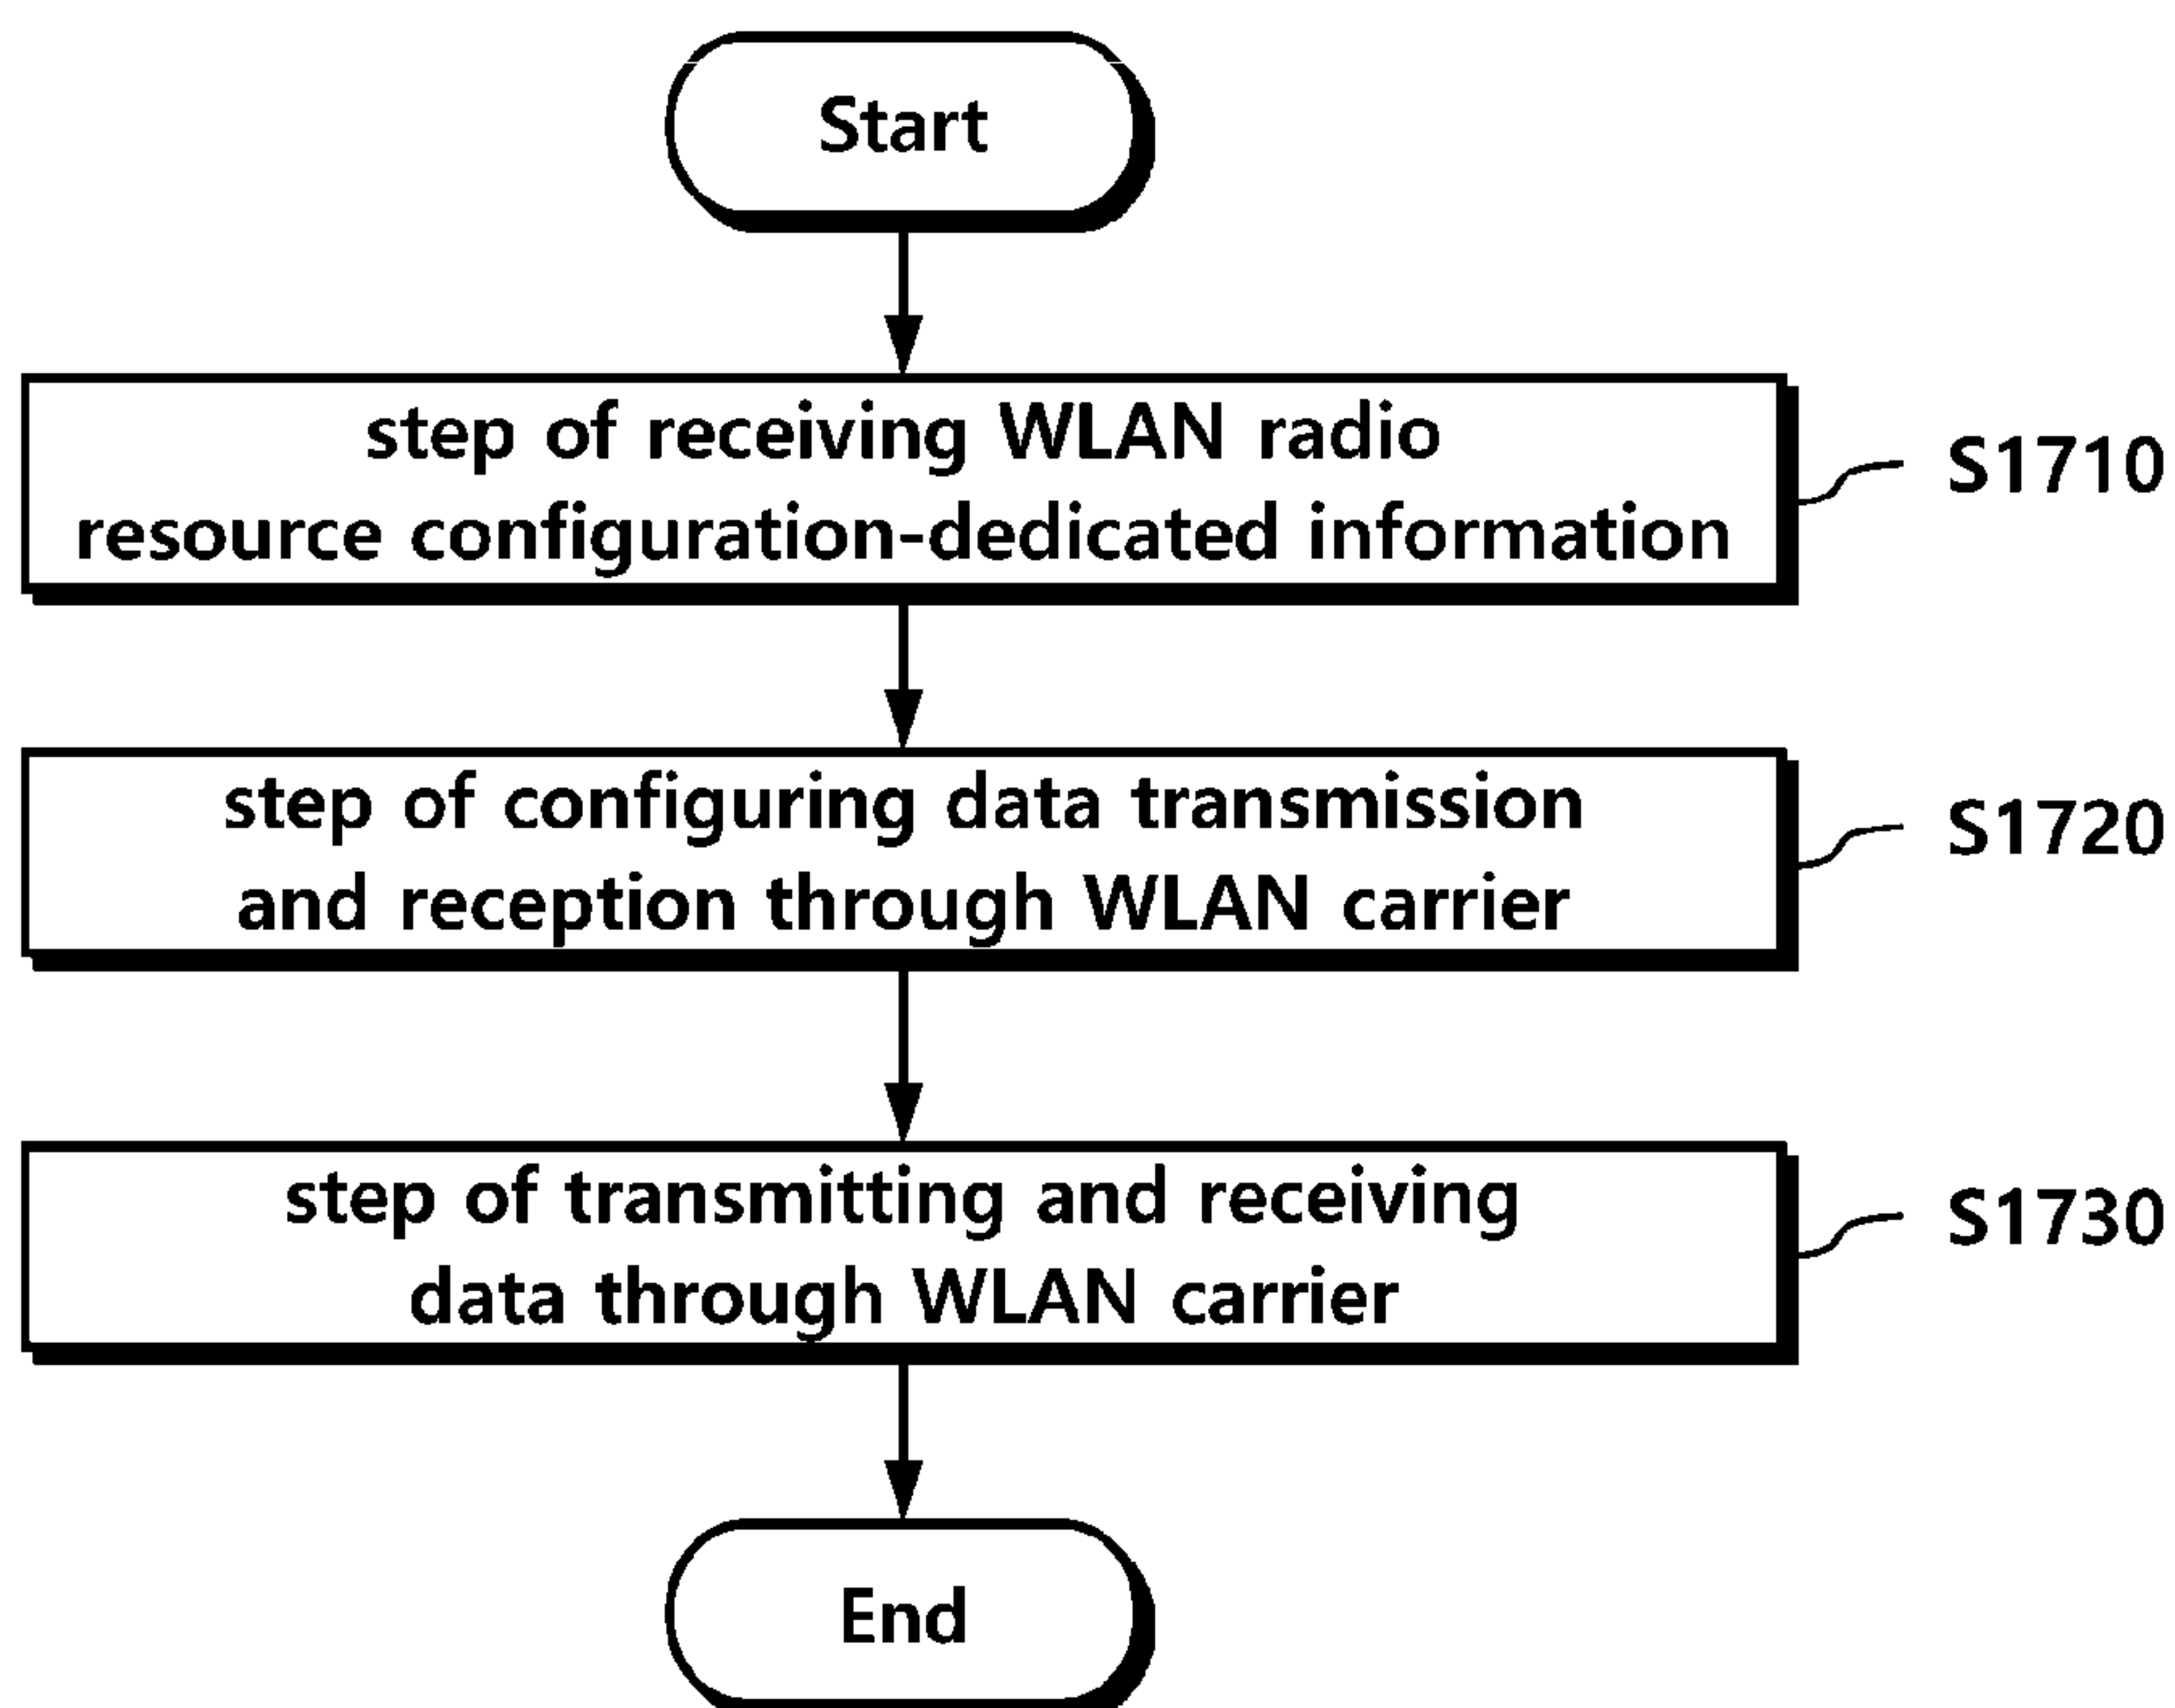 Start
step of receiving WLAN radio
resource configuration-dedicated information
S1710
step of configuring data transmission
and reception through WLAN carrier
S1720
step of transmitting and receiving
data through WLAN carrier
S1730
End